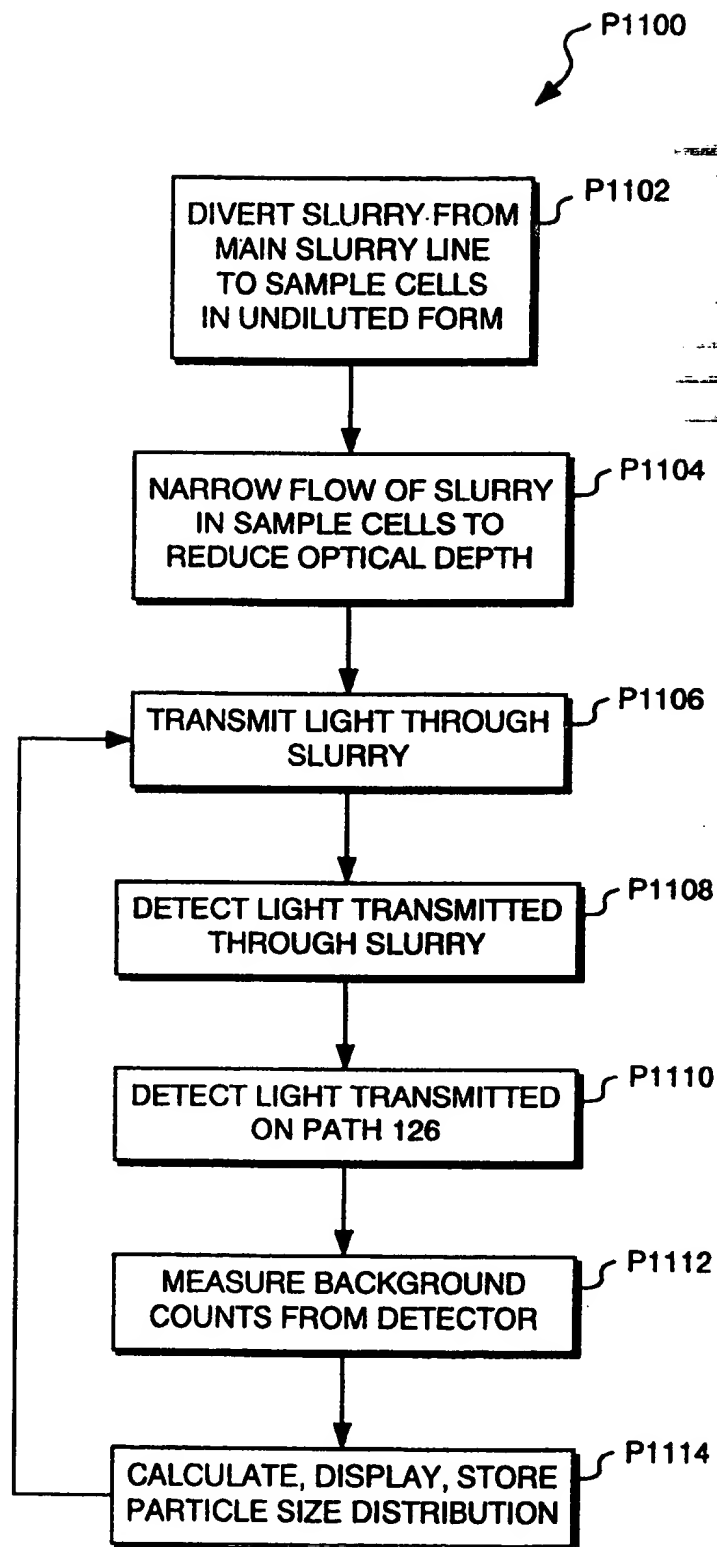 P1100
P1102
DIVERT SLURRY FROM
MAIN SLURRY LINE
TO SAMPLE CELLS
IN UNDILUTED FORM
P1104
NARROW FLOW OF SLURRY
IN SAMPLE CELLS TO
REDUCE OPTICAL DEPTH
P1106
TRANSMIT LIGHT THROUGH
SLURRY
P1108
DETECT LIGHT TRANSMITTED
THROUGH SLURRY
P1110
DETECT LIGHT TRANSMITTED
ON PATH 126
P1112
MEASURE BACKGROUND
COUNTS FROM DETECTOR
P1114
CALCULATE, DISPLAY, STORE
PARTICLE SIZE DISTRIBUTION